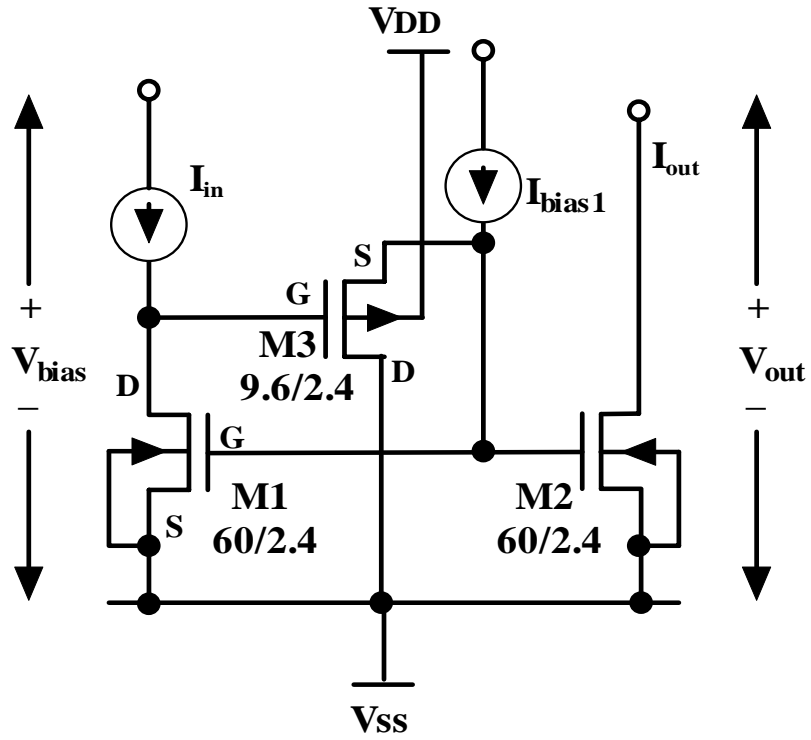 VDD
Iin
Ibias1
Iout
S
G
M3
9.6/2.4
D
+
Vbias
−
D
G
S
M1
60/2.4
M2
60/2.4
+
Vout
−
Vss